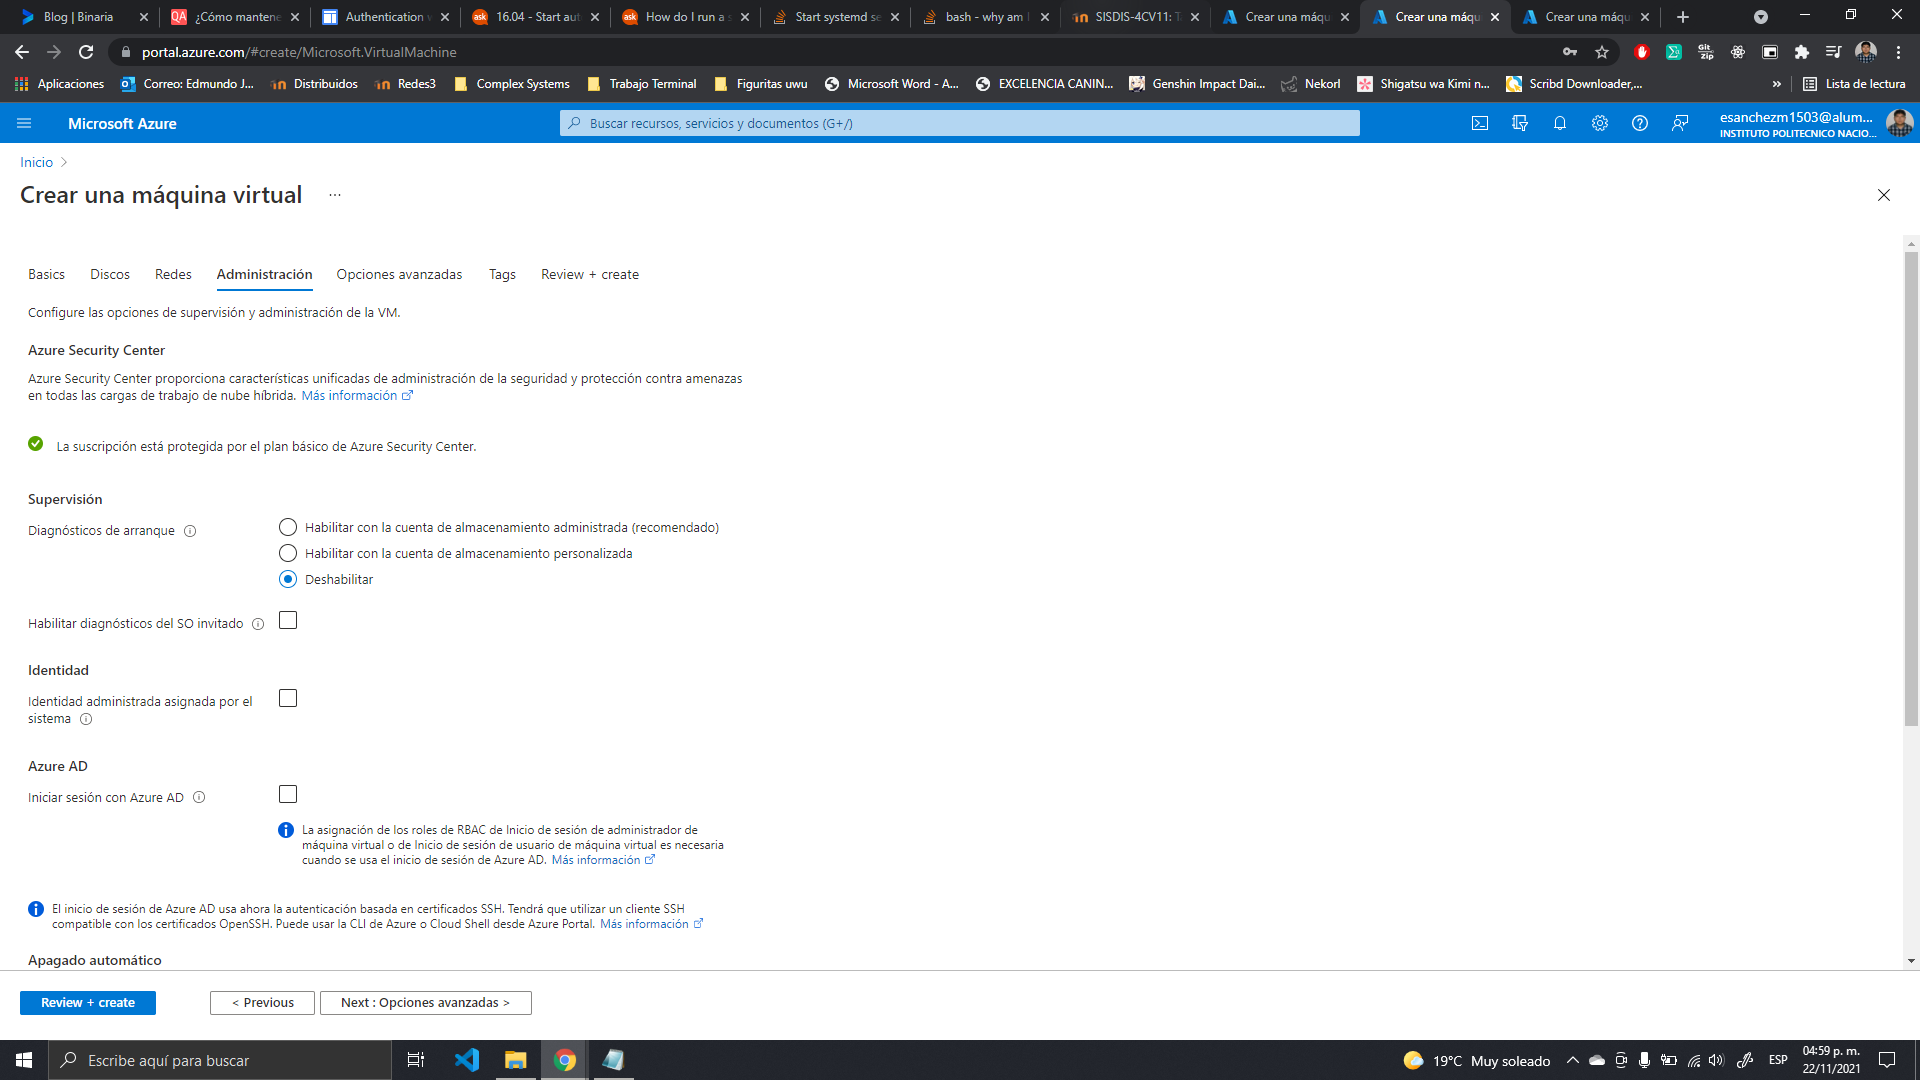 Blog | Binaria
¿Cómo mantene
Authentication w
16.04 - Start aut
How do I run a s
Start systemd se
bash - why am I
SISDIS-4CV11: Ta
Crear una máqu
Crear una máqu
Crear una máqu
portal.azure.com/#create/Microsoft.VirtualMachine
Aplicaciones
Correo: Edmundo J...
Distribuidos
Redes3
Complex Systems
Trabajo Terminal
Figuritas uwu
Microsoft Word - A...
EXCELENCIA CANIN...
Genshin Impact Dai...
Nekorl
Shigatsu wa Kimi n...
Scribd Downloader,...
»
Lista de lectura
Microsoft Azure
Buscar recursos, servicios y documentos (G+/)
esanchezm1503@alum...
INSTITUTO POLITECNICO NACIO...
Inicio >
Crear una máquina virtual ...
Basics
Discos
Redes
Administración
Opciones avanzadas
Tags
Review + create
Configure las opciones de supervisión y administración de la VM.
Azure Security Center
Azure Security Center proporciona características unificadas de administración de la seguridad y protección contra amenazas
en todas las cargas de trabajo de nube híbrida. Más información
La suscripción está protegida por el plan básico de Azure Security Center.
Supervisión
Diagnósticos de arranque
Habilitar con la cuenta de almacenamiento administrada (recomendado)
Habilitar con la cuenta de almacenamiento personalizada
Deshabilitar
Habilitar diagnósticos del SO invitado
Identidad
Identidad administrada asignada por el
sistema
Azure AD
Iniciar sesión con Azure AD
La asignación de los roles de RBAC de Inicio de sesión de administrador de
máquina virtual o de Inicio de sesión de usuario de máquina virtual es necesaria
cuando se usa el inicio de sesión de Azure AD. Más información
El inicio de sesión de Azure AD usa ahora la autenticación basada en certificados SSH. Tendrá que utilizar un cliente SSH
compatible con los certificados OpenSSH. Puede usar la CLI de Azure o Cloud Shell desde Azure Portal. Más información
Apagado automático
Review + create
< Previous
Next : Opciones avanzadas >
Escribe aquí para buscar
19°C Muy soleado
ESP
04:59 p. m.
22/11/2021